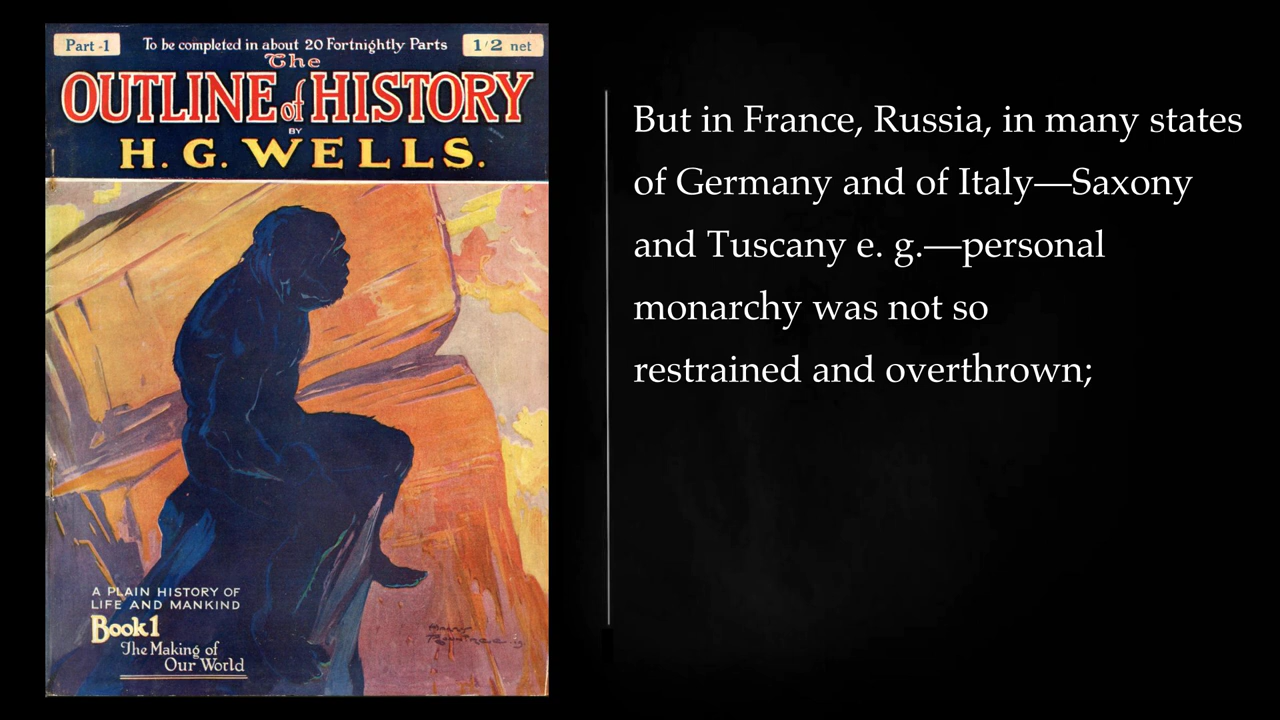 Part -1
To be completed in about 20 Fortnightly Parts
1/2 net
The
OUTLINE of HISTORY
BY
H. G. WELLS.
A PLAIN HISTORY OF
LIFE AND MANKIND
Book 1
The Making of
Our World
But in France, Russia, in many states
of Germany and of Italy—Saxony
and Tuscany e. g.—personal
monarchy was not so
restrained and overthrown;